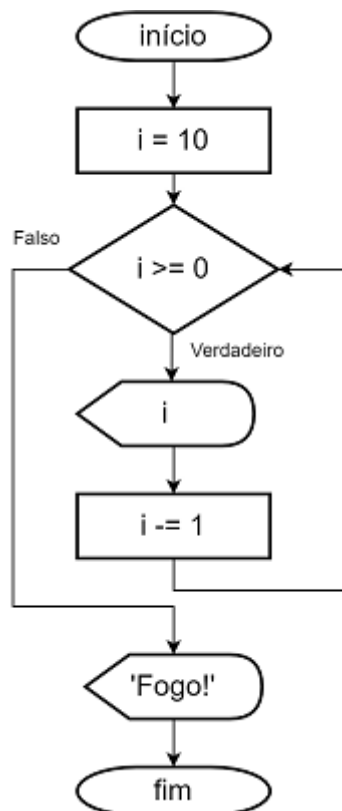 início
i = 10
Falso
i >= 0
Verdadeiro
i
i -= 1
'Fogo!'
fim